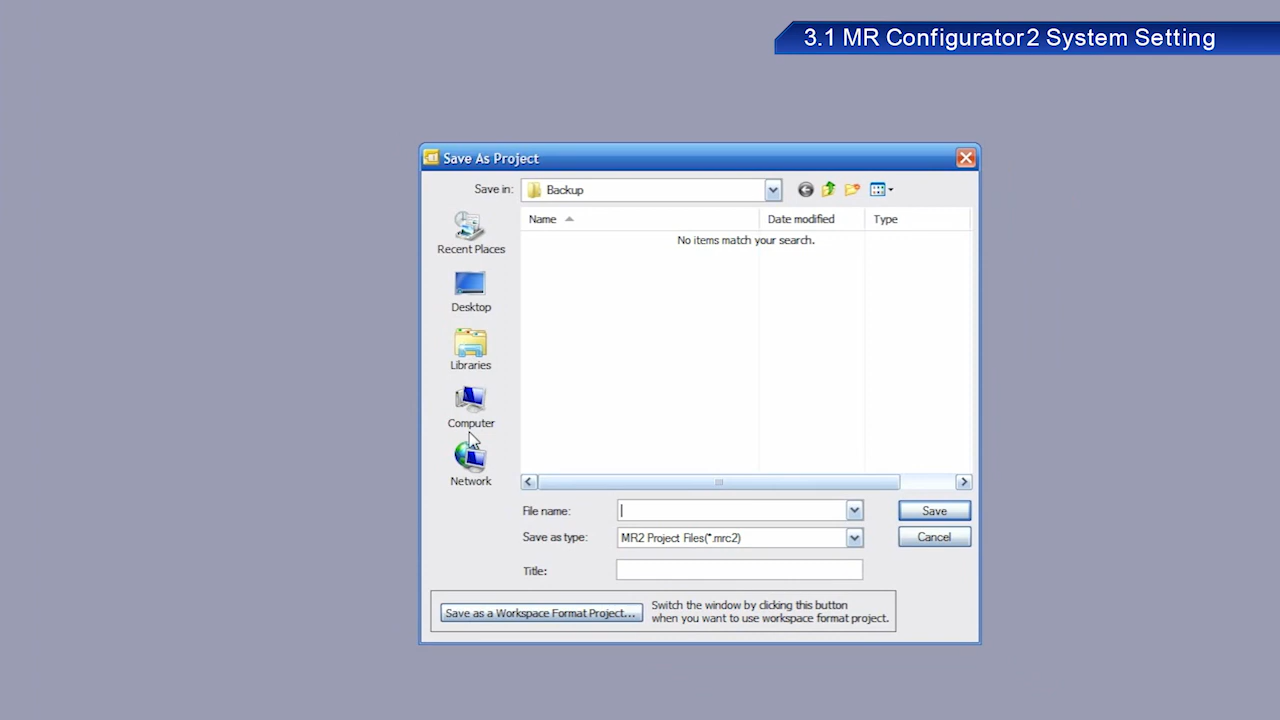 3.1 MR Configurator2 System Setting
Save As Project
Save in:
Backup
Name
Date modified
Type
No items match your search.
Recent Places
Desktop
Libraries
Computer
Network
File name:
Save
Save as type:
MR2 Project Files(*.mrc2)
Cancel
Title:
Save as a Workspace Format Project...
Switch the window by clicking this button
when you want to use workspace format project.